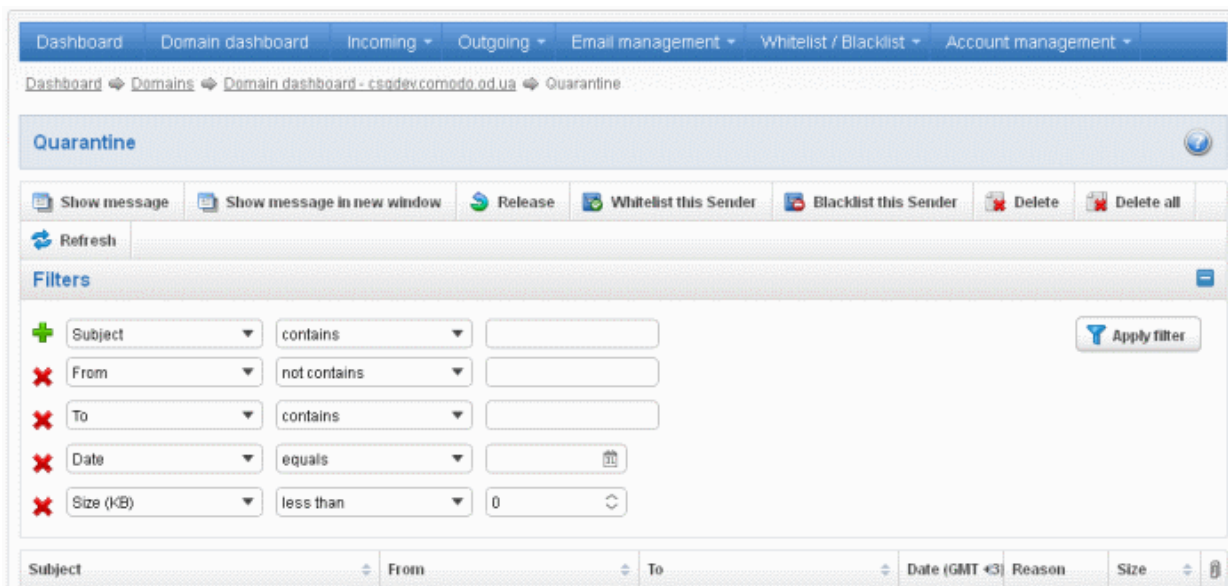 Dashboard Domain dashboard Incoming Outgoing Email management Whitelist / Blacklist Account management
Dashboard Domains Domain dashboard - csgdev.comodo.od.ua Quarantine
Quarantine
Show message Show message in new window Release Whitelist this Sender Blacklist this Sender Delete Delete all
Refresh
Filters
Subject contains Apply filter
From not contains
To contains
Date equals 31
Size (KB) less than 0
Subject From To Date (GMT +3) Reason Size